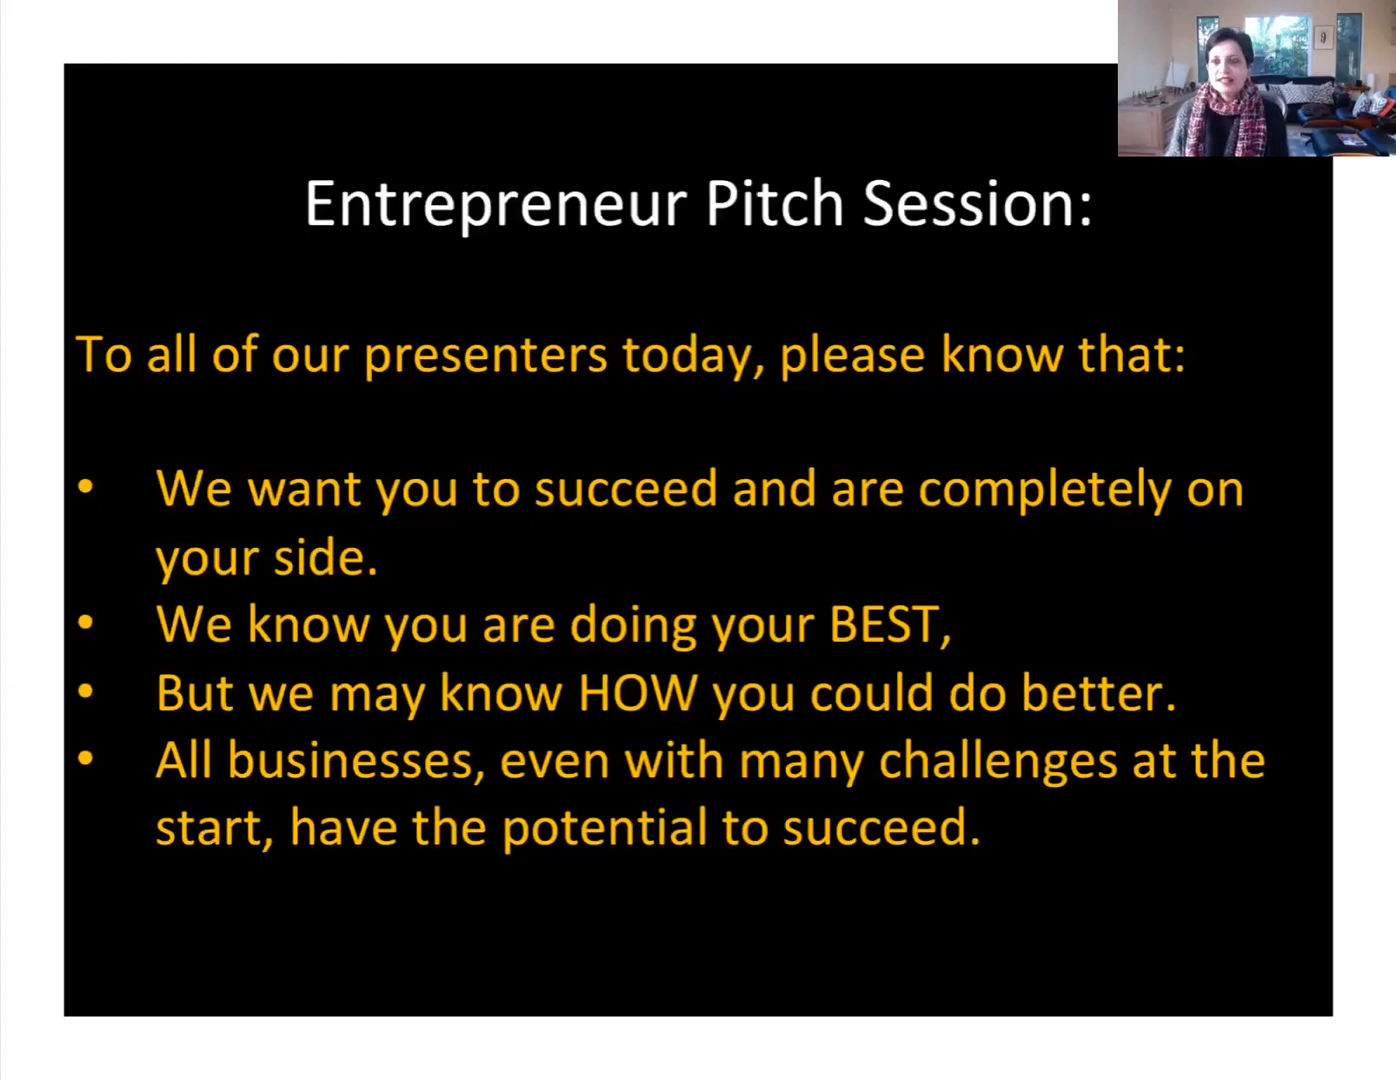 Entrepreneur Pitch Session:
To all of our presenters today, please know that:
• We want you to succeed and are completely on
your side.
• We know you are doing your BEST,
• But we may know HOW you could do better.
• All businesses, even with many challenges at the
start, have the potential to succeed.